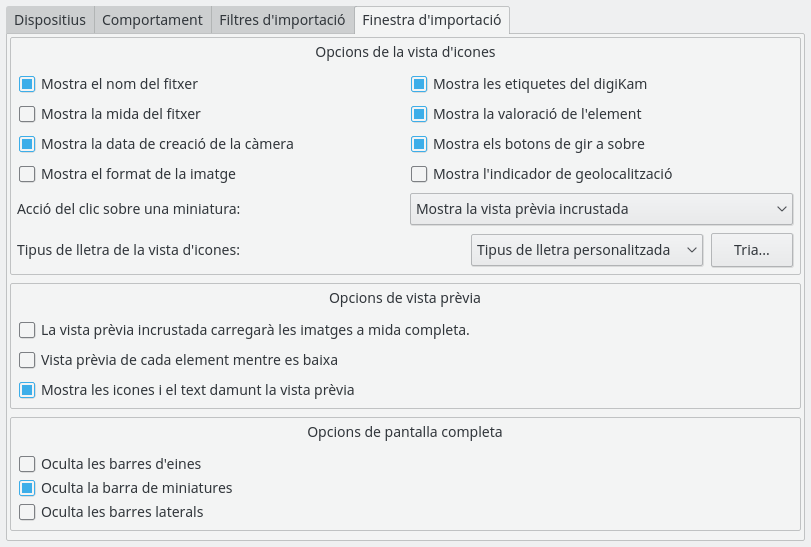 Dispositius Comportament Filtres d'importació Finestra d'importació
Opcions de la vista d'icones
Mostra el nom del fitxer Mostra les etiquetes del digiKam
Mostra la mida del fitxer Mostra la valoració de l'element
Mostra la data de creació de la càmera Mostra els botons de gir a sobre
Mostra el format de la imatge Mostra l'indicador de geolocalització
Acció del clic sobre una miniatura: Mostra la vista prèvia incrustada
Tipus de lletra de la vista d'icones: Tipus de lletra personalitzada Tria...
Opcions de vista prèvia
La vista prèvia incrustada carregarà les imatges a mida completa.
Vista prèvia de cada element mentre es baixa
Mostra les icones i el text damunt la vista prèvia
Opcions de pantalla completa
Oculta les barres d'eines
Oculta la barra de miniatures
Oculta les barres laterals